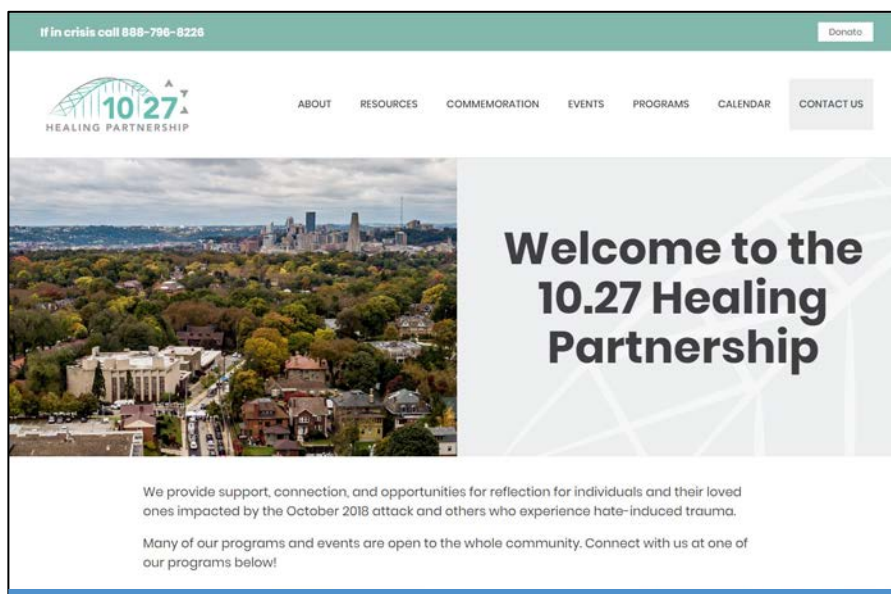 If in crisis call 888-796-8226
Donate
10 27
HEALING PARTNERSHIP
ABOUT RESOURCES COMMEMORATION EVENTS PROGRAMS CALENDAR CONTACT US
Welcome to the
10.27 Healing
Partnership
We provide support, connection, and opportunities for reflection for individuals and their loved
ones impacted by the October 2018 attack and others who experience hate-induced trauma.
Many of our programs and events are open to the whole community. Connect with us at one of
our programs below!